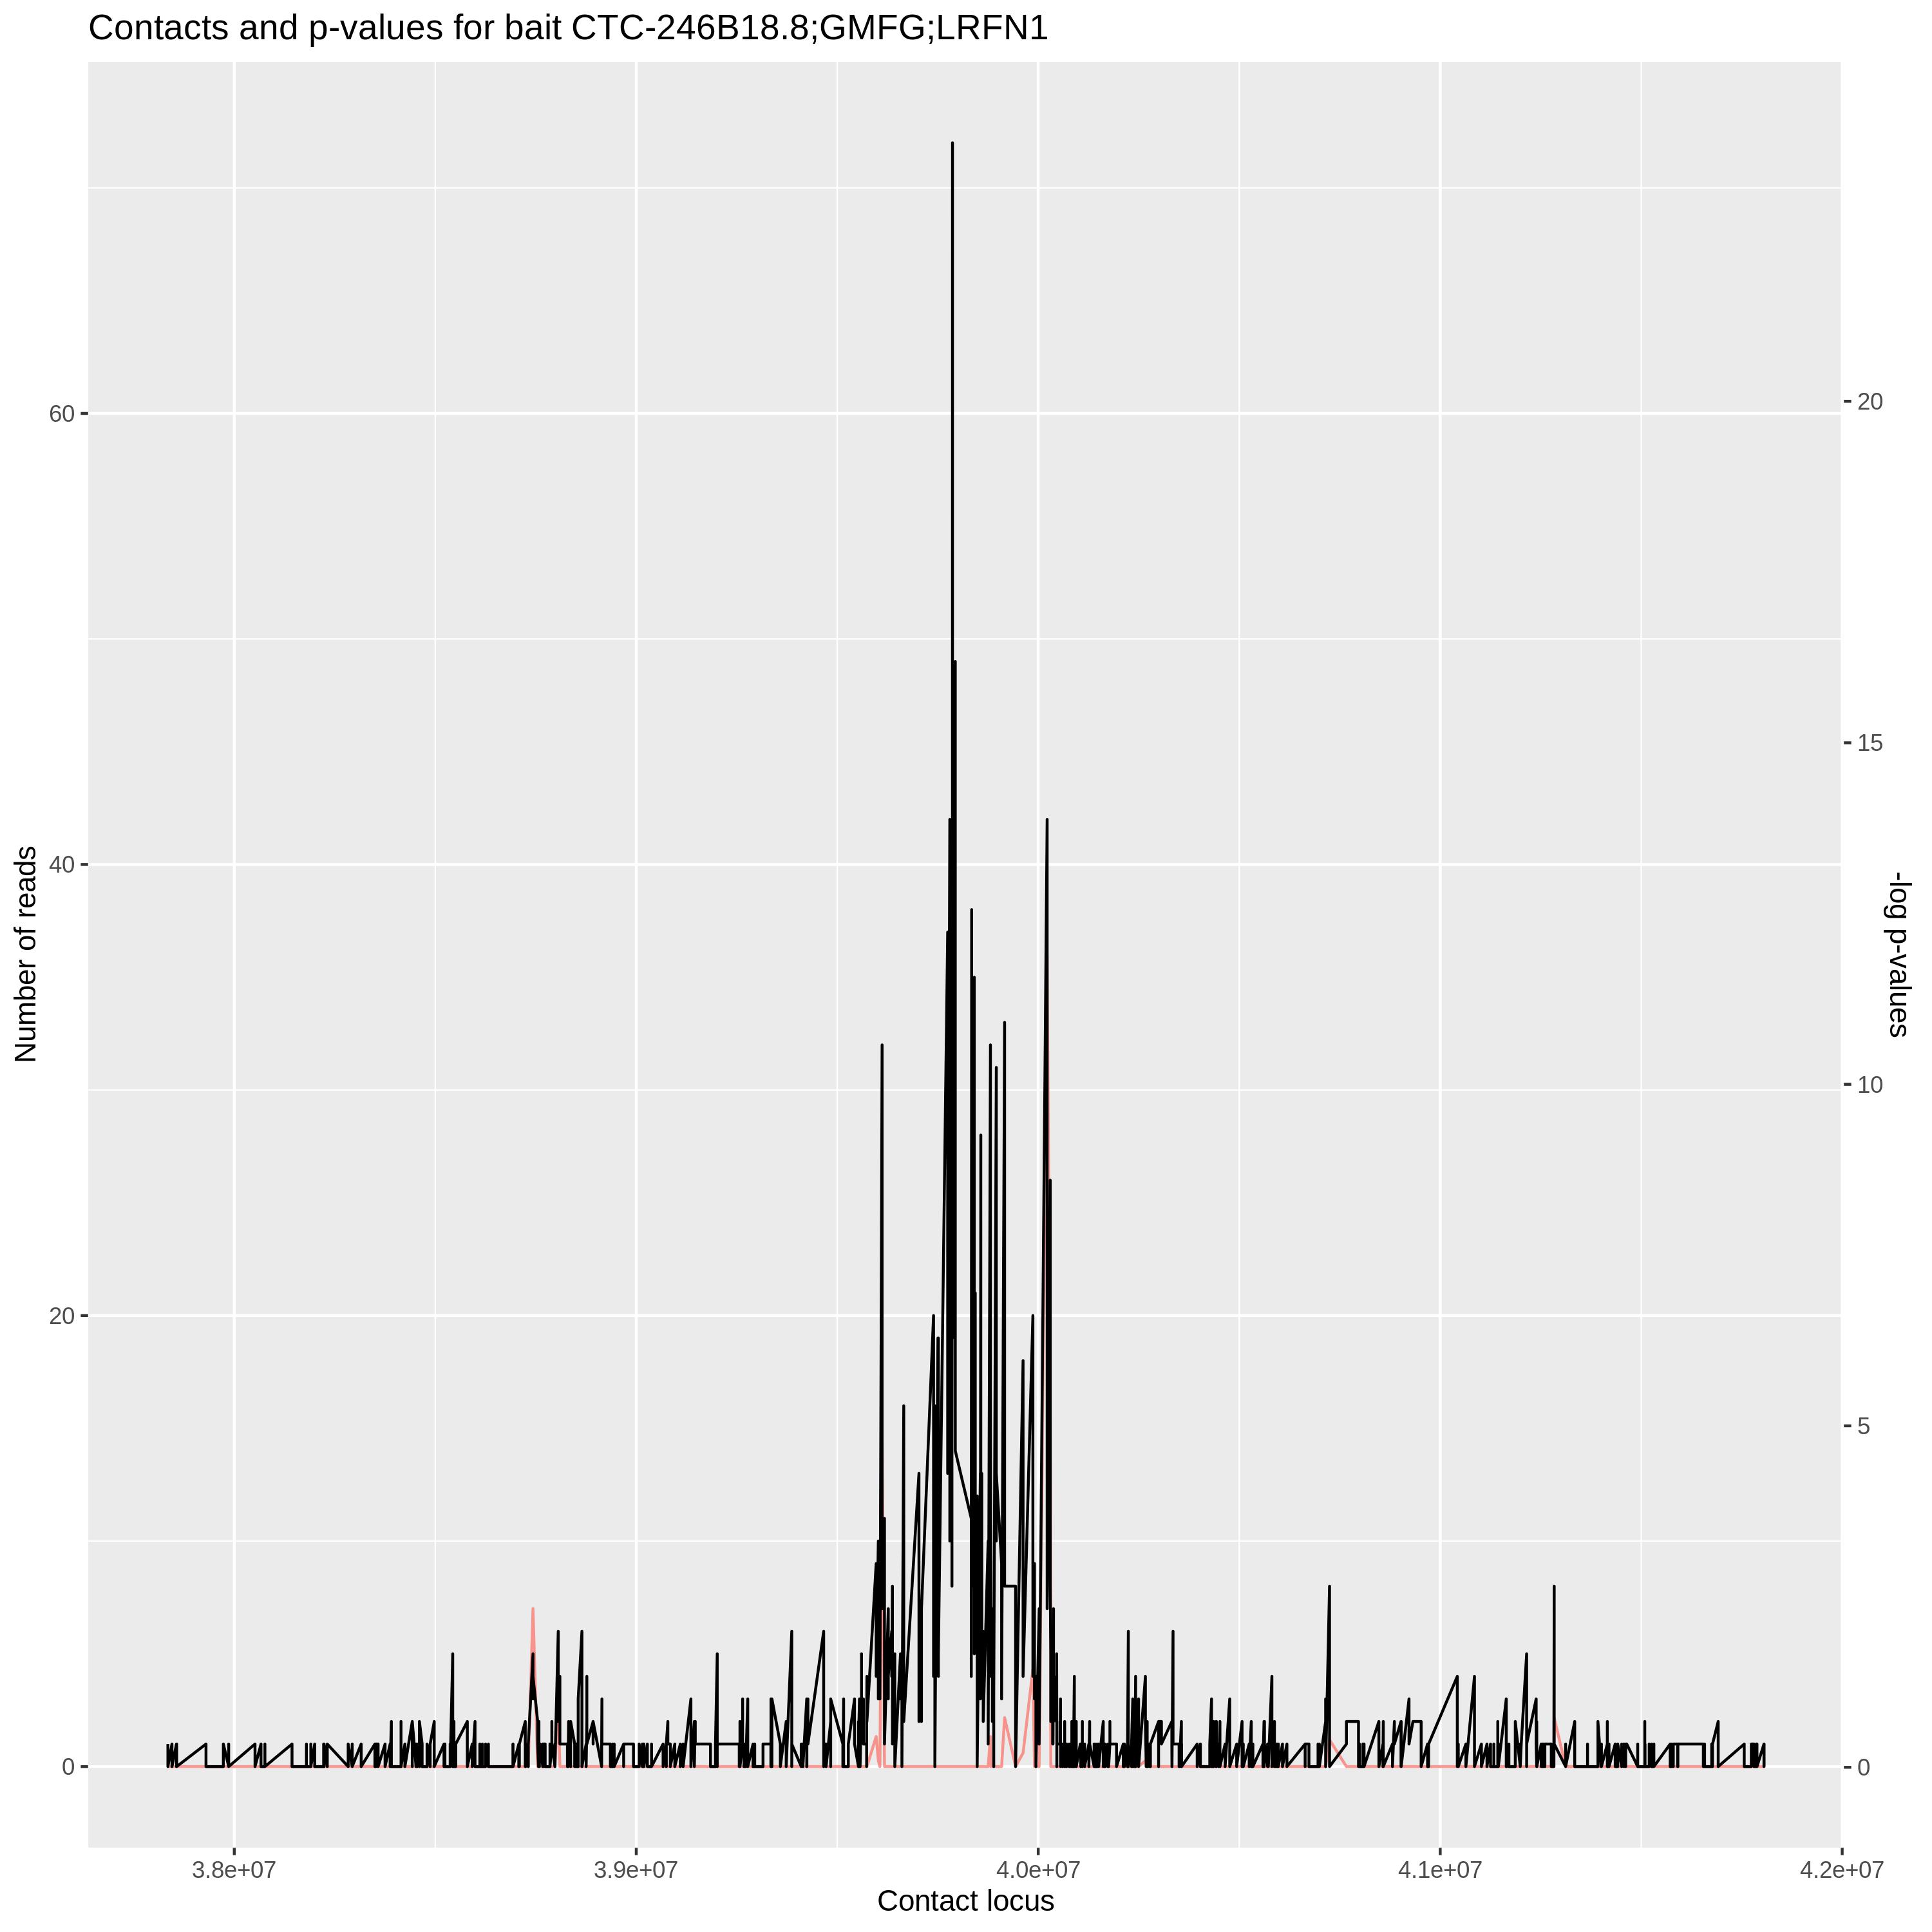 Contacts and p-values for bait CTC-246B18.8;GMFG;LRFN1
Number of reads
60
40
20
0
-log p-values
20
15
10
5
0
3.8e+07
3.9e+07
4.0e+07
4.1e+07
4.2e+07
Contact locus